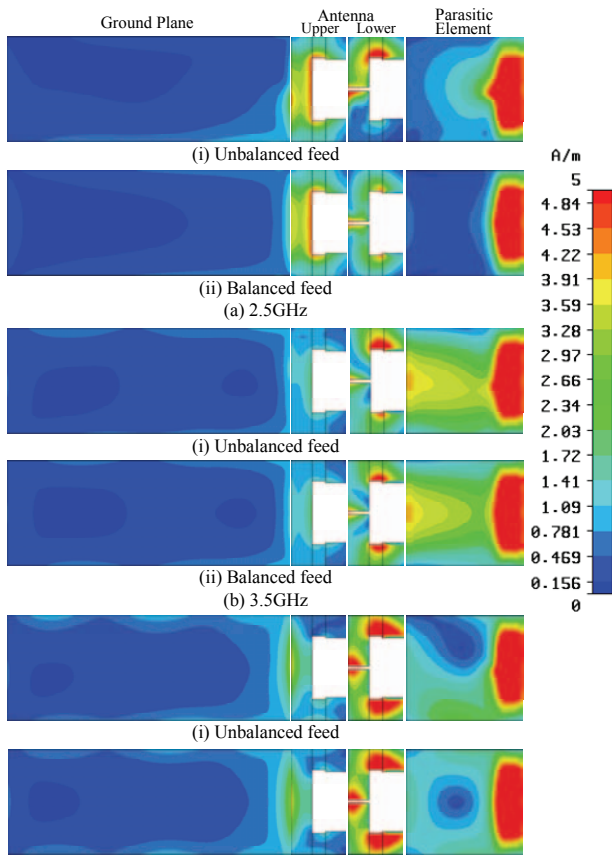 Ground Plane
Antenna
Upper Lower
Parasitic
Element
(i) Unbalanced feed
(ii) Balanced feed
(a) 2.5GHz
(i) Unbalanced feed
(ii) Balanced feed
(b) 3.5GHz
(i) Unbalanced feed
A/m
5
4.84
4.53
4.22
3.91
3.59
3.28
2.97
2.66
2.34
2.03
1.72
1.41
1.09
0.781
0.469
0.156
0